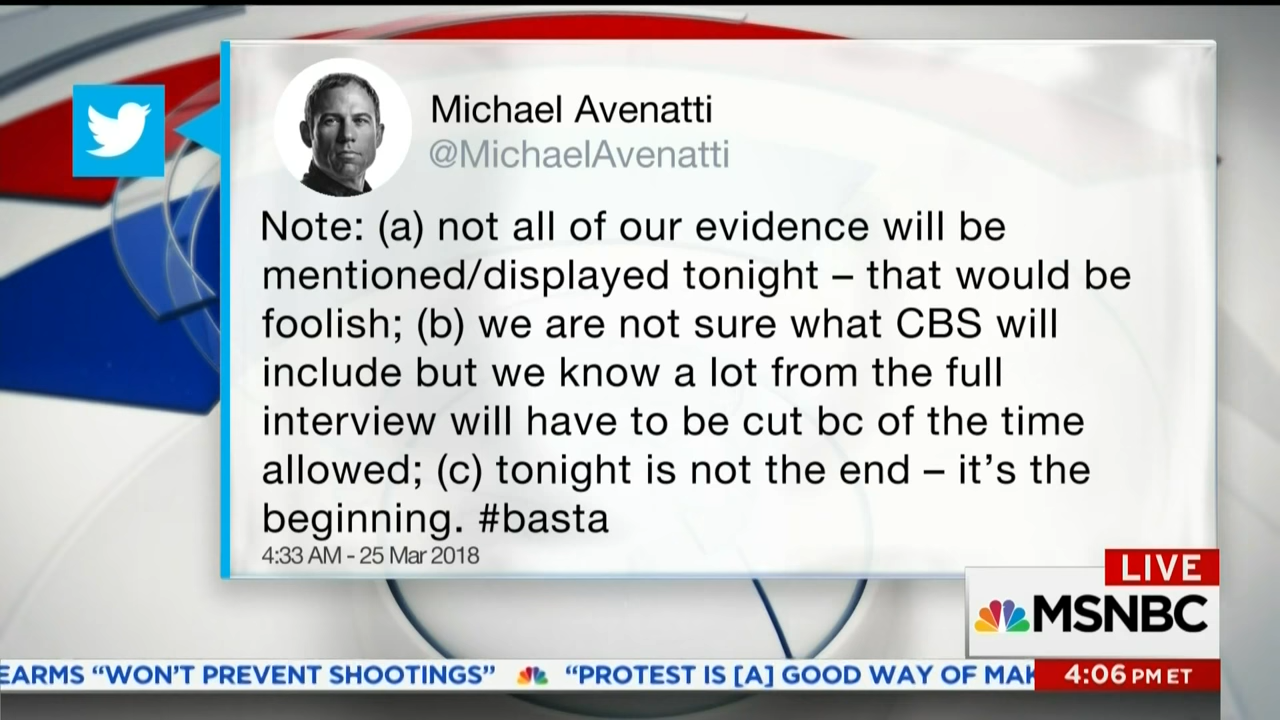 Michael Avenatti
@MichaelAvenatti
Note: (a) not all of our evidence will be
mentioned/displayed tonight – that would be
foolish; (b) we are not sure what CBS will
include but we know a lot from the full
interview will have to be cut bc of the time
allowed; (c) tonight is not the end – it’s the
beginning. #basta
4:33 AM - 25 Mar 2018
LIVE
MSNBC
EARMS “WON’T PREVENT SHOOTINGS” “PROTEST IS [A] GOOD WAY OF MAK
4:06 PM ET